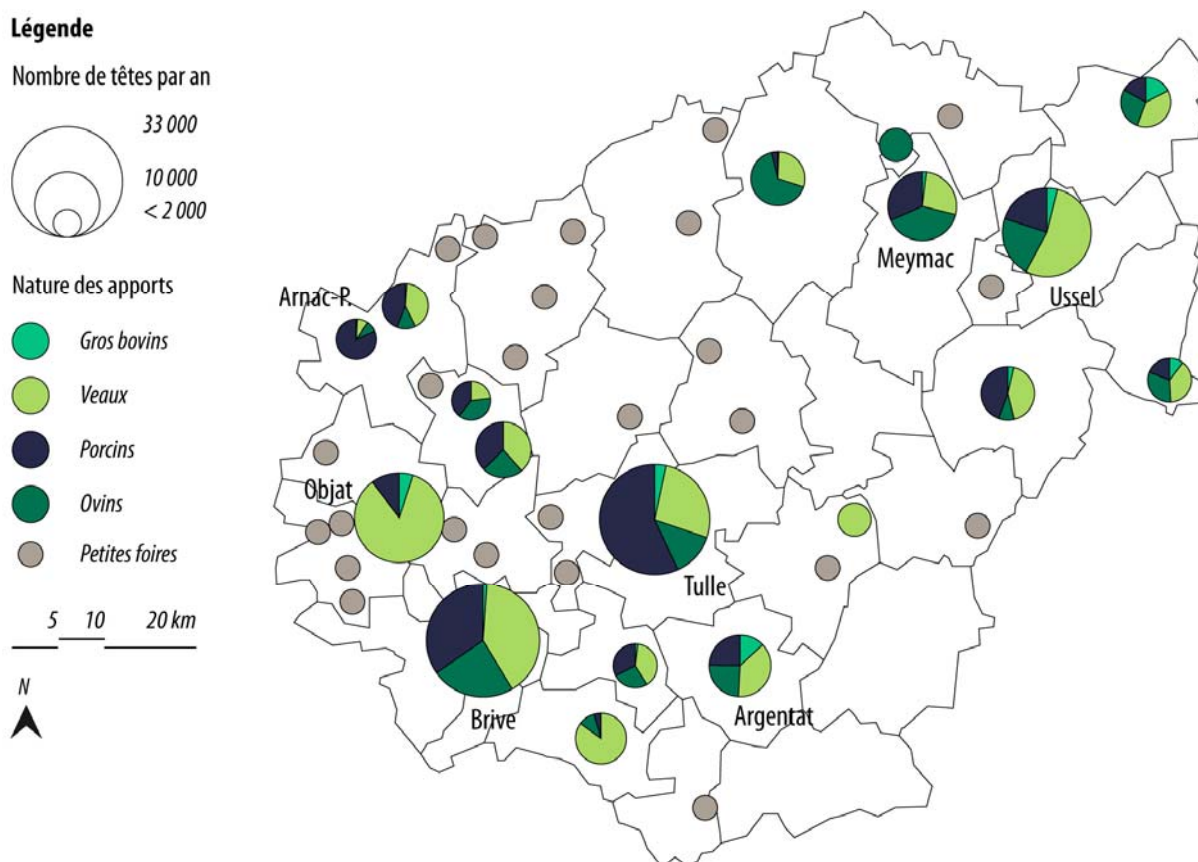 Légende
Nombre de têtes par an
33 000
10 000
< 2 000
Nature des apports
Gros bovins
Veaux
Porcins
Ovins
Petites foires
5 10 20 km
N
Arnac-P.
Meymac
Ussel
Objat
Tulle
Brive
Argentat